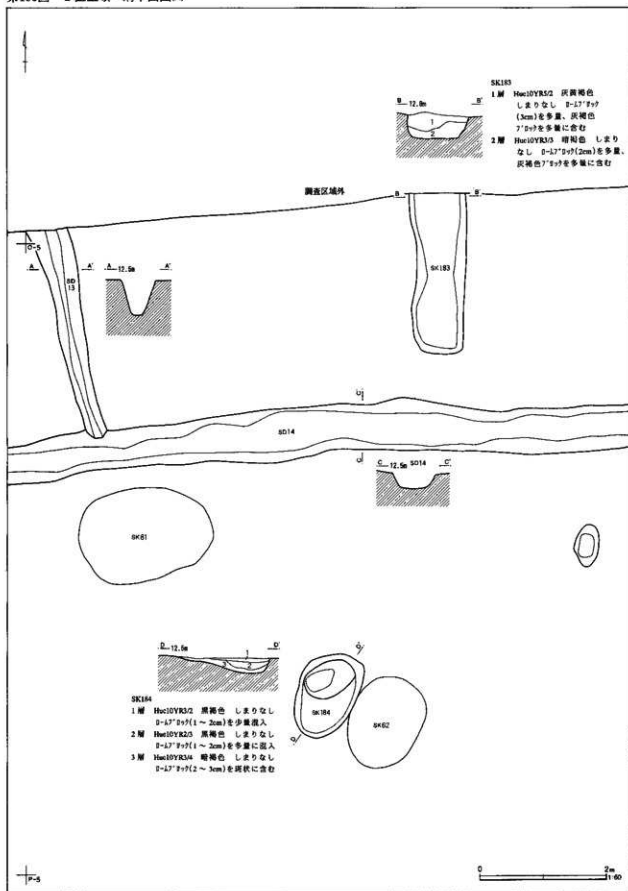 SK183
1層 Hue10YR5/2 灰黄褐色
しまりなし ロームブロック
(3cm)を多量、灰褐色
ブロックを多量に含む
2層 Hue10YR3/3 暗褐色 しまり
なし ロームブロック(2cm)を多量、
灰褐色ブロックを多量に含む
B 12.8m B'
1
2
調査区域外
B B'
O-5
A A'
A 12.5m A'
SD
13
SK183
C'
SD14
C
C 12.5m SD14 C'
SK61
D 12.6m D'
1
3 2
SK184
1層 Hue10YR3/2 黒褐色 しまりなし
ロームブロック(1~2cm)を少量混入
2層 Hue10YR2/3 黒褐色 しまりなし
ロームブロック(1~2cm)を多量に混入
3層 Hue10YR3/4 暗褐色 しまりなし
ロームブロック(2~3cm)を斑状に含む
D'
SK184
D
SK62
P-5
0 2m
1:60